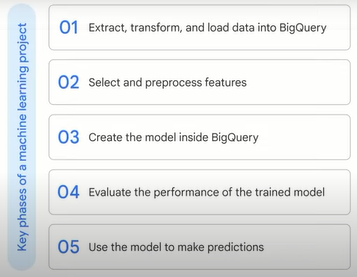 Key phases of a machine learning project
01 Extract, transform, and load data into BigQuery
02 Select and preprocess features
03 Create the model inside BigQuery
04 Evaluate the performance of the trained model
05 Use the model to make predictions